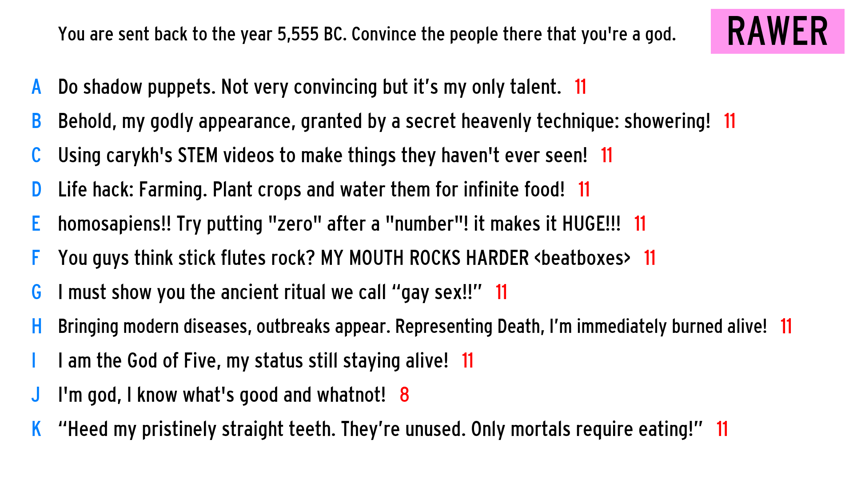 You are sent back to the year 5,555 BC. Convince the people there that you're a god.
RAWER
A Do shadow puppets. Not very convincing but it’s my only talent. 11
B Behold, my godly appearance, granted by a secret heavenly technique: showering! 11
C Using carykh's STEM videos to make things they haven't ever seen! 11
D Life hack: Farming. Plant crops and water them for infinite food! 11
E homosapiens!! Try putting "zero" after a "number"! it makes it HUGE!!! 11
F You guys think stick flutes rock? MY MOUTH ROCKS HARDER <beatboxes> 11
G I must show you the ancient ritual we call “gay sex!!” 11
H Bringing modern diseases, outbreaks appear. Representing Death, I’m immediately burned alive! 11
I I am the God of Five, my status still staying alive! 11
J I'm god, I know what's good and whatnot! 8
K “Heed my pristinely straight teeth. They’re unused. Only mortals require eating!” 11